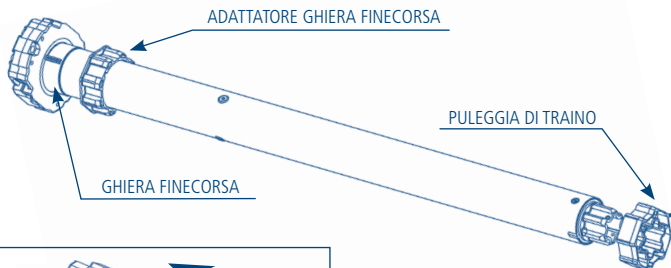 ADATTATORE GHIERA FINECORSA
PULEGGIA DI TRAINO
GHIERA FINECORSA